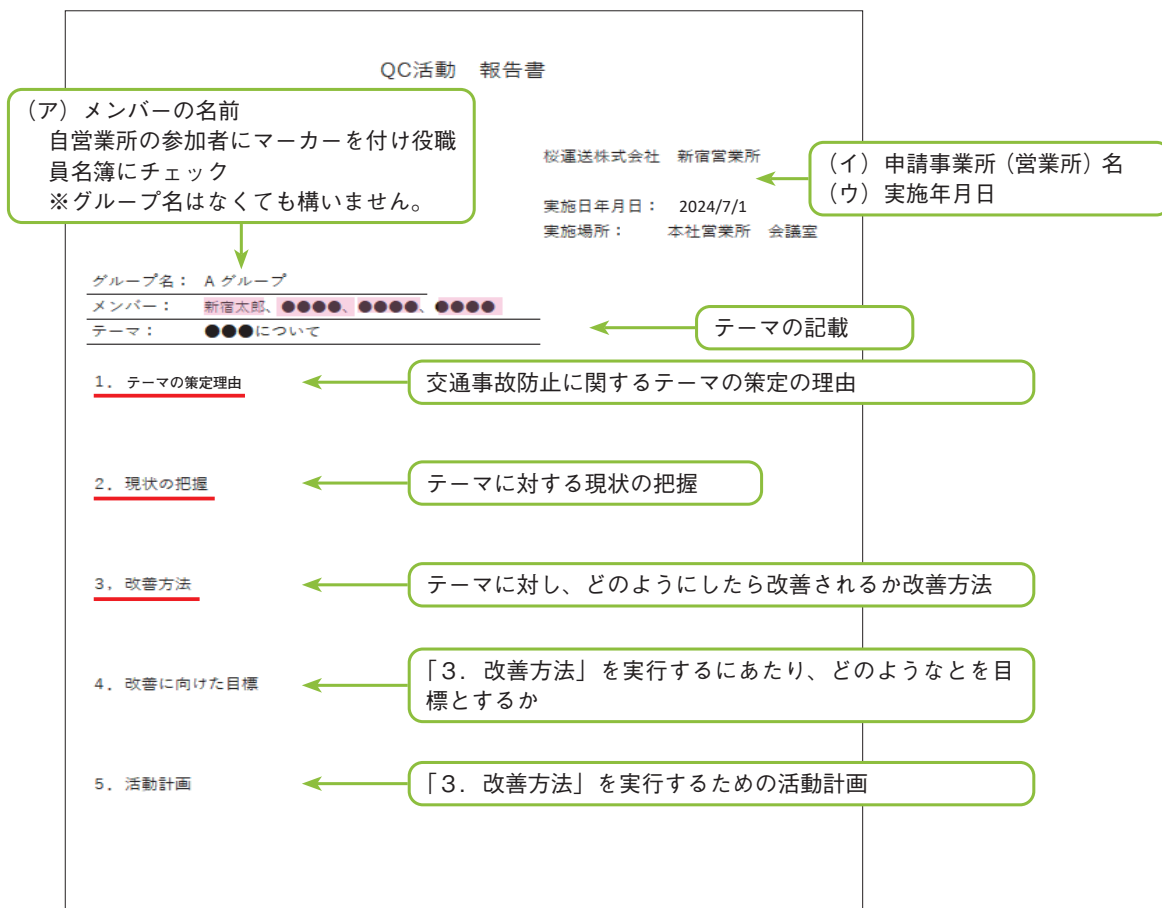 QC活動　報告書
（ア）メンバーの名前
自営業所の参加者にマーカーを付け役職
員名簿にチェック
※グループ名はなくても構いません。
桜運送株式会社　新宿営業所
（イ）申請事業所（営業所）名
（ウ）実施年月日
実施日年月日：　2024/7/1
実施場所：　本社営業所　会議室
グループ名：　A グループ
メンバー：　新宿太郎、●●●●、●●●●、●●●●
テーマ：　●●●について
テーマの記載
1．テーマの策定理由
交通事故防止に関するテーマの策定の理由
2．現状の把握
テーマに対する現状の把握
3．改善方法
テーマに対し、どのようにしたら改善されるか改善方法
4．改善に向けた目標
「3．改善方法」を実行するにあたり、どのようなとを目
標とするか
5．活動計画
「3．改善方法」を実行するための活動計画